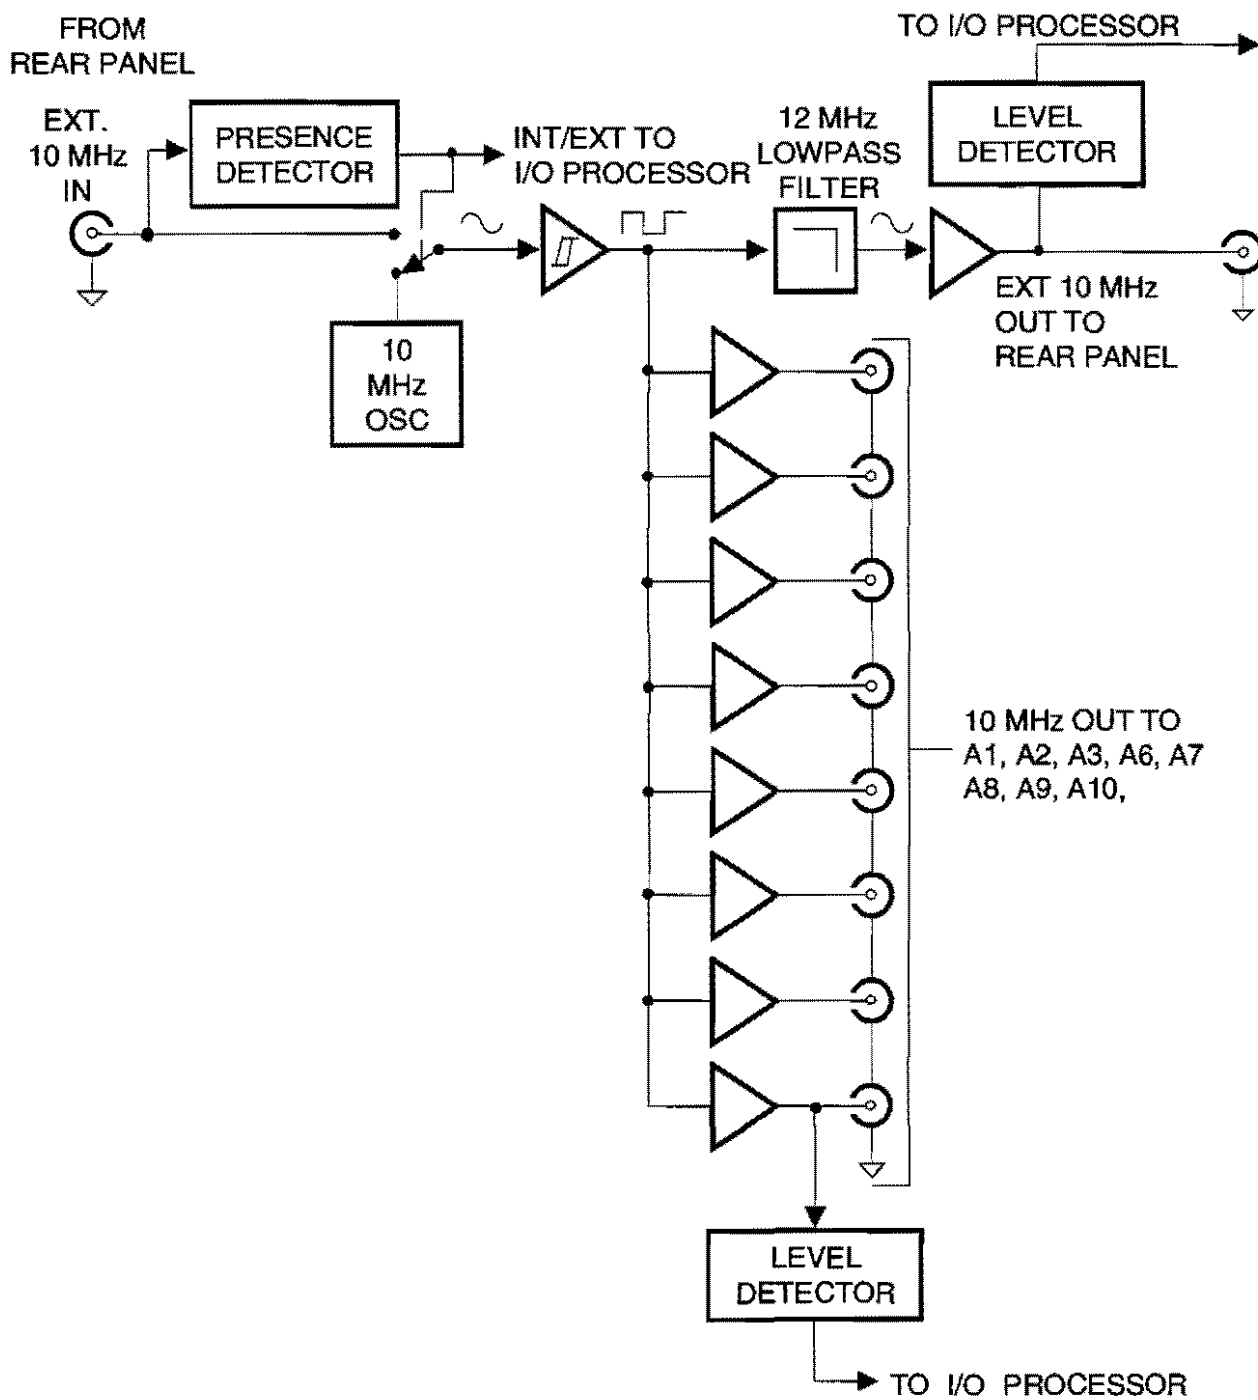 FROM
REAR PANEL
EXT.
10 MHz
IN
PRESENCE
DETECTOR
INT/EXT TO
I/O PROCESSOR
12 MHz
LOWPASS
FILTER
TO I/O PROCESSOR
LEVEL
DETECTOR
10
MHz
OSC
EXT 10 MHz
OUT TO
REAR PANEL
10 MHz OUT TO
A1, A2, A3, A6, A7
A8, A9, A10,
LEVEL
DETECTOR
TO I/O PROCESSOR